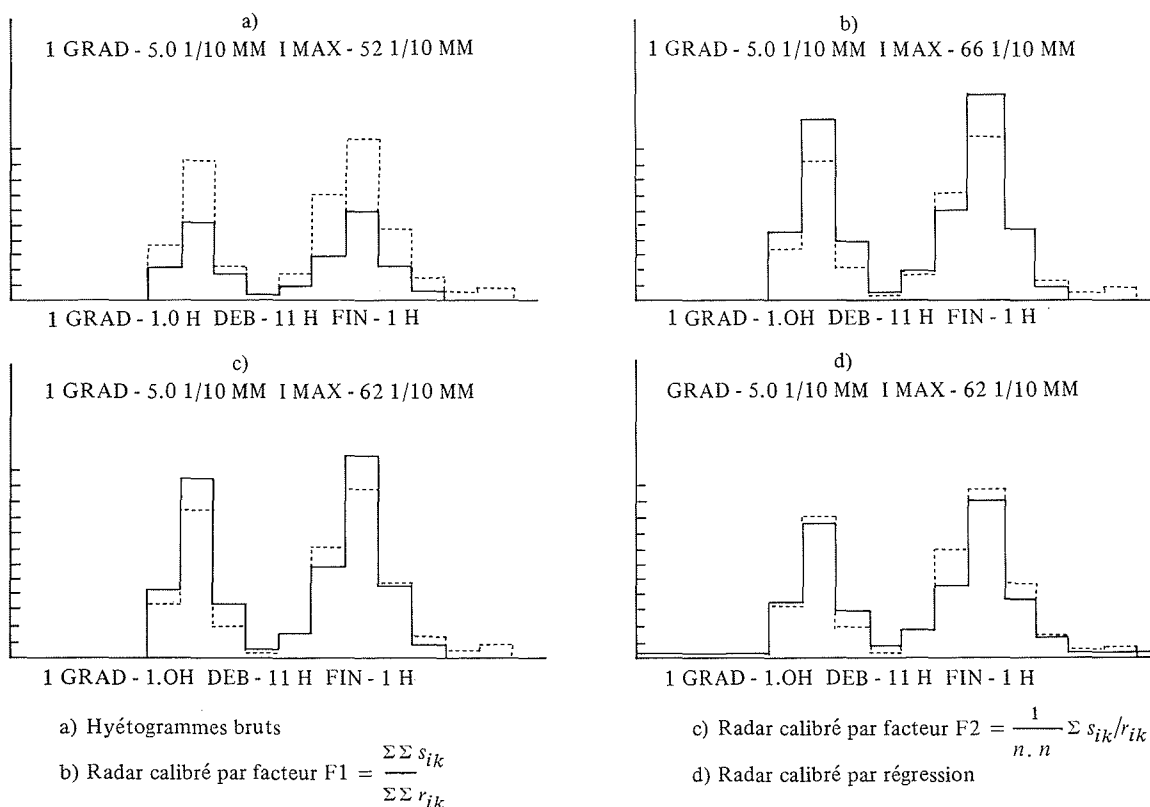 a)
1 GRAD - 5.0 1/10 MM I MAX - 52 1/10 MM
1 GRAD - 1.0 H DEB - 11 H FIN - 1 H
b)
1 GRAD - 5.0 1/10 MM I MAX - 66 1/10 MM
1 GRAD - 1.OH DEB - 11 H FIN - 1 H
c)
1 GRAD - 5.0 1/10 MM I MAX - 62 1/10 MM
1 GRAD - 1.OH DEB - 11 H FIN - 1 H
d)
GRAD - 5.0 1/10 MM I MAX - 62 1/10 MM
1 GRAD - 1.OH DEB - 11 H FIN - 1 H
a) Hyétogrammes bruts
b) Radar calibré par facteur F1 = ΣΣ s_ik / ΣΣ r_ik
c) Radar calibré par facteur F2 = 1 / n. n Σ s_ik/r_ik
d) Radar calibré par régression